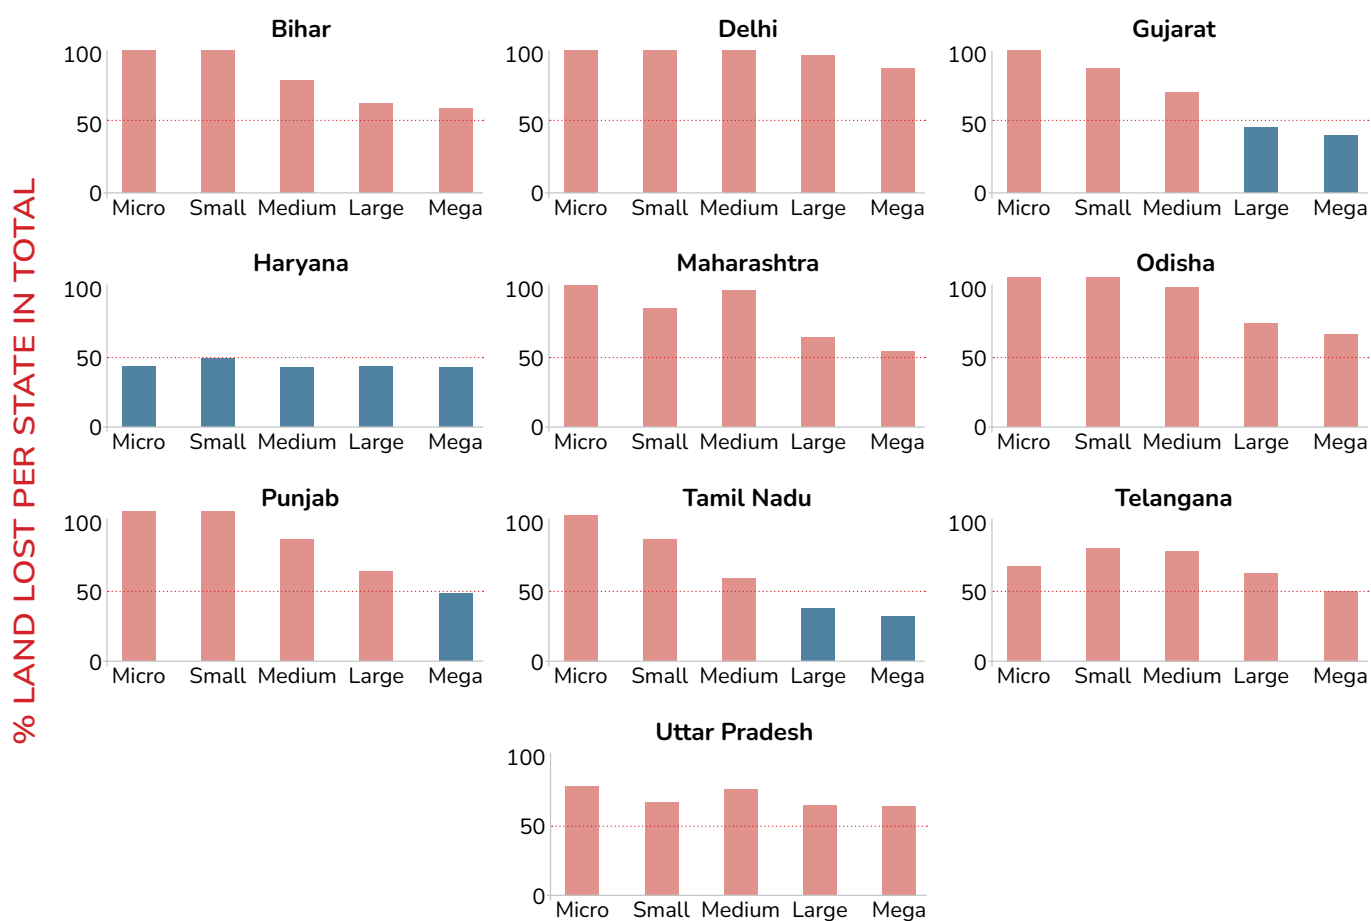 % LAND LOST PER STATE IN TOTAL
Bihar
100
50
0
Micro Small Medium Large Mega
Delhi
100
50
0
Micro Small Medium Large Mega
Gujarat
100
50
0
Micro Small Medium Large Mega
Haryana
100
50
0
Micro Small Medium Large Mega
Maharashtra
100
50
0
Micro Small Medium Large Mega
Odisha
100
50
0
Micro Small Medium Large Mega
Punjab
100
50
0
Micro Small Medium Large Mega
Tamil Nadu
100
50
0
Micro Small Medium Large Mega
Telangana
100
50
0
Micro Small Medium Large Mega
Uttar Pradesh
100
50
0
Micro Small Medium Large Mega